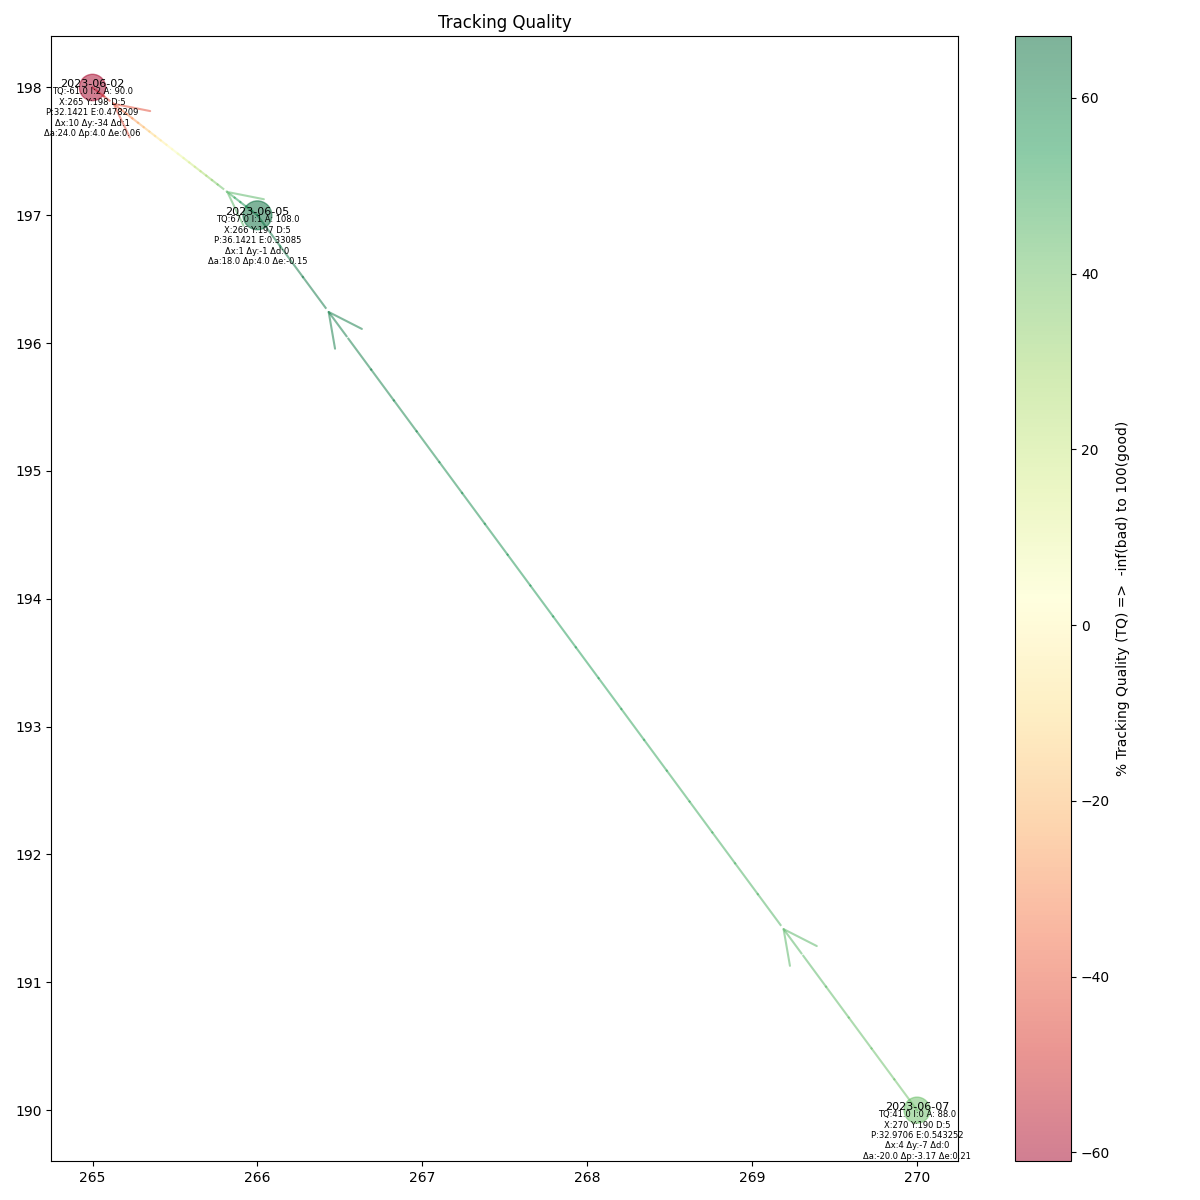 Tracking Quality
198
197
196
195
194
193
192
191
190
265
266
267
268
269
270
2023-06-02
TQ:-61.0 I:2 A: 90.0
X:265 Y:198 D:5
P:32.1421 E:0.478209
Δx:10 Δy:-34 Δd:1
Δa:24.0 Δp:4.0 Δe:0.06
2023-06-05
TQ:67.0 I:1 A: 108.0
X:266 Y:197 D:5
P:36.1421 E:0.33085
Δx:1 Δy:-1 Δd:0
Δa:18.0 Δp:4.0 Δe:-0.15
2023-06-07
TQ:41.0 I:0 A: 88.0
X:270 Y:190 D:5
P:32.9706 E:0.543252
Δx:4 Δy:-7 Δd:0
Δa:-20.0 Δp:-3.17 Δe:0.21
60
40
20
0
−20
−40
−60
% Tracking Quality (TQ) => -inf(bad) to 100(good)